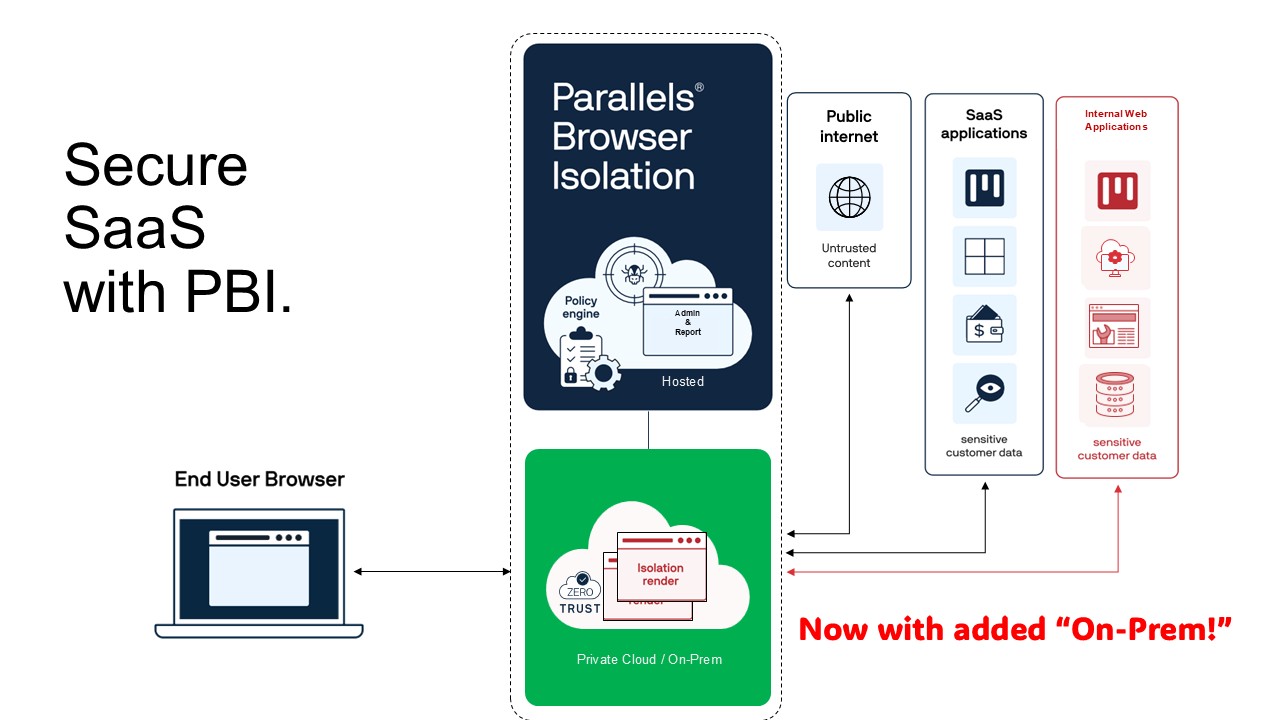 Secure
SaaS
with PBI.
Parallels®
Browser
Isolation
Policy
engine
Admin
&
Report
$
Hosted
Public
internet
Untrusted
content
SaaS
applications
$
sensitive
customer data
Internal Web
Applications
sensitive
customer data
End User Browser
ZERO
TRUST
Isolation
render
render
Private Cloud / On-Prem
Now with added “On-Prem!”